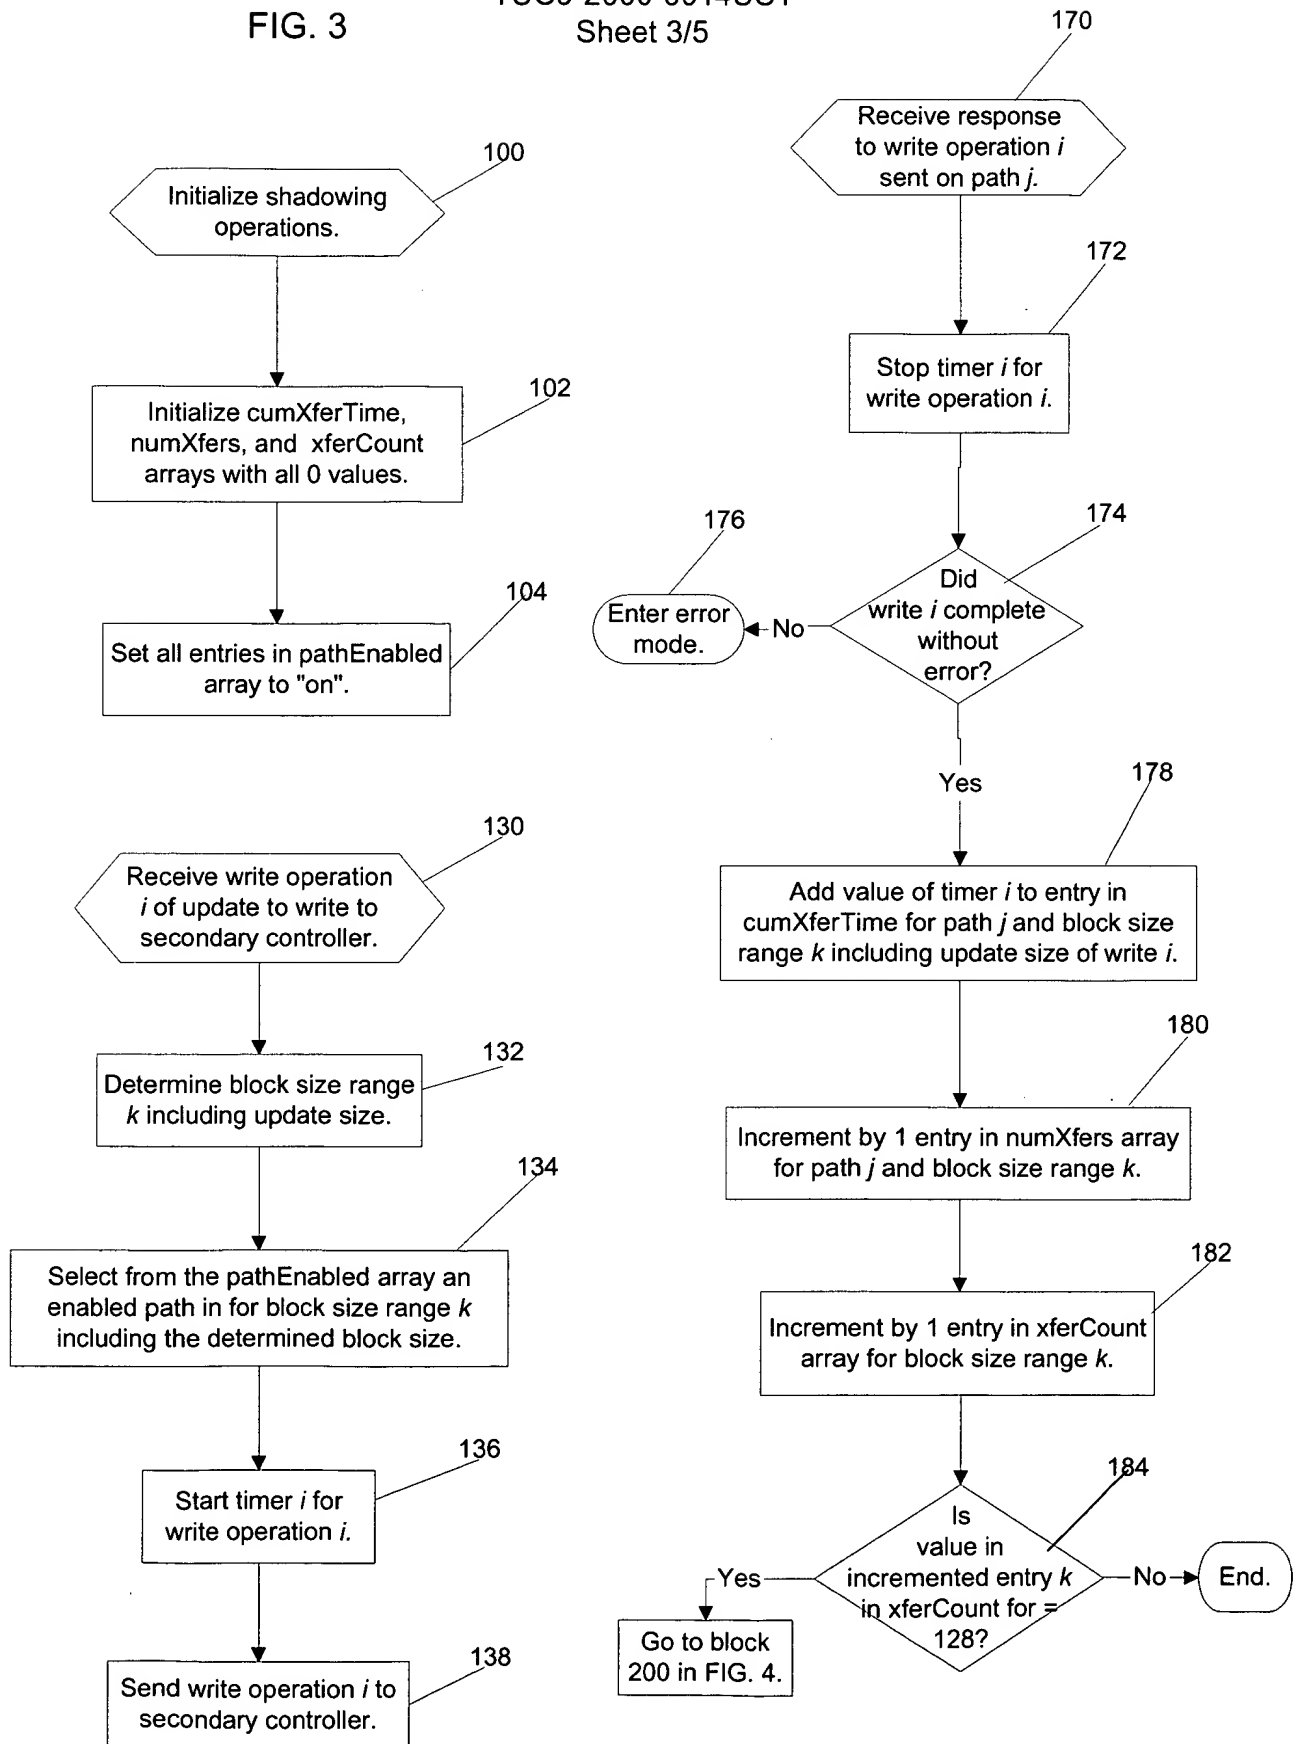 FIG. 3
Sheet 3/5
100
Initialize shadowing
operations.
102
Initialize cumXferTime,
numXfers, and xferCount
arrays with all 0 values.
104
Set all entries in pathEnabled
array to "on".
130
Receive write operation
i of update to write to
secondary controller.
132
Determine block size range
k including update size.
134
Select from the pathEnabled array an
enabled path in for block size range k
including the determined block size.
136
Start timer i for
write operation i.
138
Send write operation i to
secondary controller.
170
Receive response
to write operation i
sent on path j.
172
Stop timer i for
write operation i.
174
Did
write i complete
without
error?
176
Enter error
mode.
No
Yes
178
Add value of timer i to entry in
cumXferTime for path j and block size
range k including update size of write i.
180
Increment by 1 entry in numXfers array
for path j and block size range k.
182
Increment by 1 entry in xferCount
array for block size range k.
184
Is
value in
incremented entry k
in xferCount for =
128?
Yes
No
End.
Go to block
200 in FIG. 4.